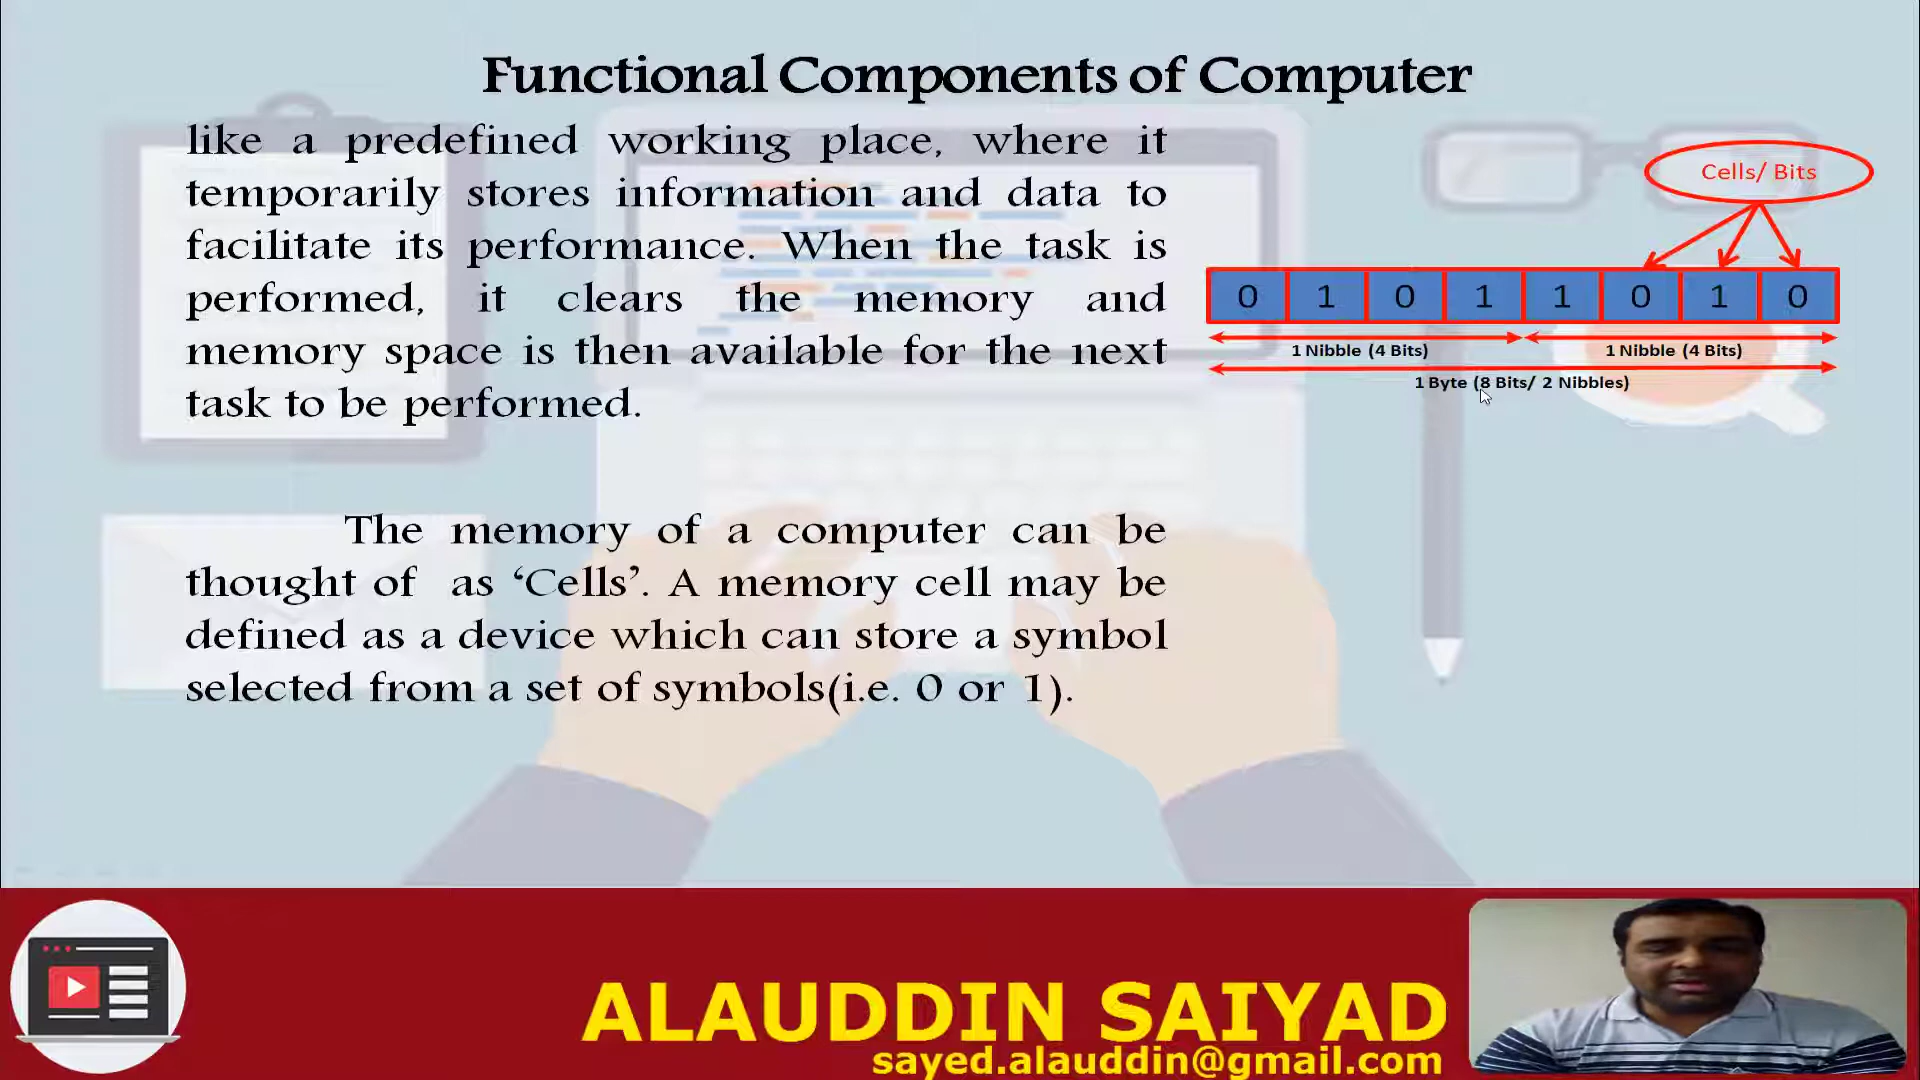 Functional Components of Computer
like a predefined working place, where it
temporarily stores information and data to
facilitate its performance. When the task is
performed, it clears the memory and
memory space is then available for the next
task to be performed.
The memory of a computer can be
thought of as ‘Cells’. A memory cell may be
defined as a device which can store a symbol
selected from a set of symbols(i.e. 0 or 1).
Cells/ Bits
0 1 0 1 1 0 1 0
1 Nibble (4 Bits) 1 Nibble (4 Bits)
1 Byte (8 Bits/ 2 Nibbles)
ALAUDDIN SAIYAD
sayed.alauddin@gmail.com